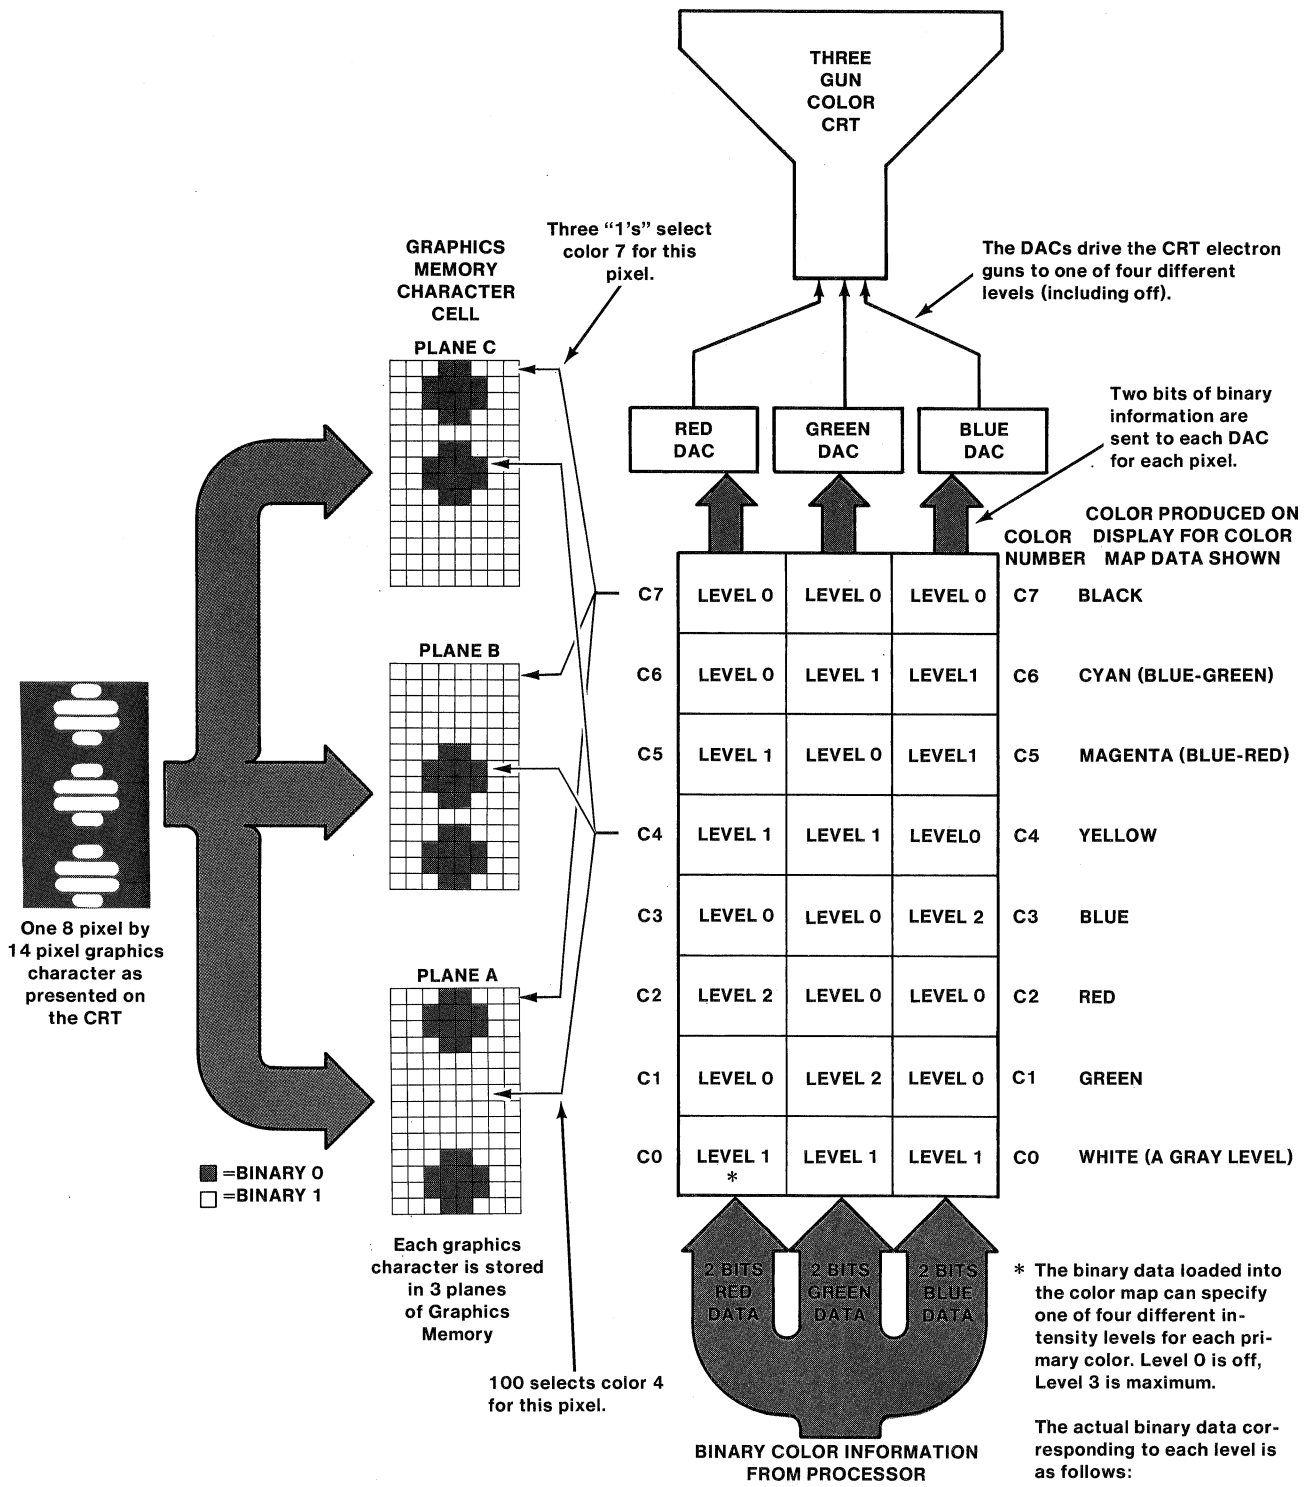 THREE
GUN
COLOR
CRT
Three “1’s” select
color 7 for this
pixel.
GRAPHICS
MEMORY
CHARACTER
CELL
The DACs drive the CRT electron
guns to one of four different
levels (including off).
PLANE C
RED
DAC
GREEN
DAC
BLUE
DAC
Two bits of binary
information are
sent to each DAC
for each pixel.
COLOR
NUMBER
COLOR PRODUCED ON
DISPLAY FOR COLOR
MAP DATA SHOWN
C7 LEVEL 0 LEVEL 0 LEVEL 0 C7 BLACK
PLANE B
C6 LEVEL 0 LEVEL 1 LEVEL1 C6 CYAN (BLUE-GREEN)
C5 LEVEL 1 LEVEL 0 LEVEL1 C5 MAGENTA (BLUE-RED)
C4 LEVEL 1 LEVEL 1 LEVEL0 C4 YELLOW
C3 LEVEL 0 LEVEL 0 LEVEL 2 C3 BLUE
One 8 pixel by
14 pixel graphics
character as
presented on
the CRT
PLANE A
C2 LEVEL 2 LEVEL 0 LEVEL 0 C2 RED
C1 LEVEL 0 LEVEL 2 LEVEL 0 C1 GREEN
C0 LEVEL 1 LEVEL 1 LEVEL 1 C0 WHITE (A GRAY LEVEL)
*
=BINARY 0
=BINARY 1
Each graphics
character is stored
in 3 planes
of Graphics
Memory
100 selects color 4
for this pixel.
2 BITS
RED
DATA
2 BITS
GREEN
DATA
2 BITS
BLUE
DATA
BINARY COLOR INFORMATION
FROM PROCESSOR
* The binary data loaded into
the color map can specify
one of four different in-
tensity levels for each pri-
mary color. Level 0 is off,
Level 3 is maximum.
The actual binary data cor-
responding to each level is
as follows: